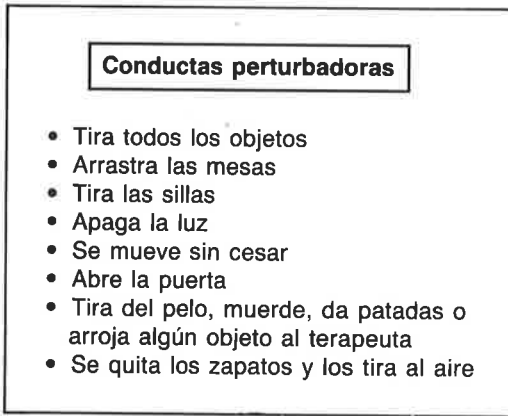 Conductas perturbadoras
• Tira todos los objetos
• Arrastra las mesas
• Tira las sillas
• Apaga la luz
• Se mueve sin cesar
• Abre la puerta
• Tira del pelo, muerde, da patadas o
arroja algún objeto al terapeuta
• Se quita los zapatos y los tira al aire